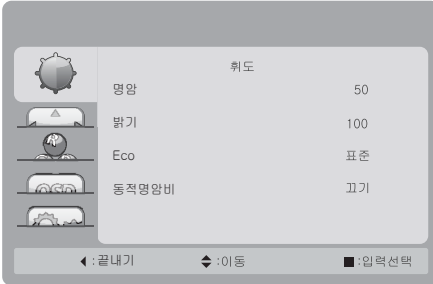 휘도
명암 50
밝기 100
Eco 표준
동적명암비 끄기
OSD
◀ :끝내기 ◆ :이동 ■ :입력선택